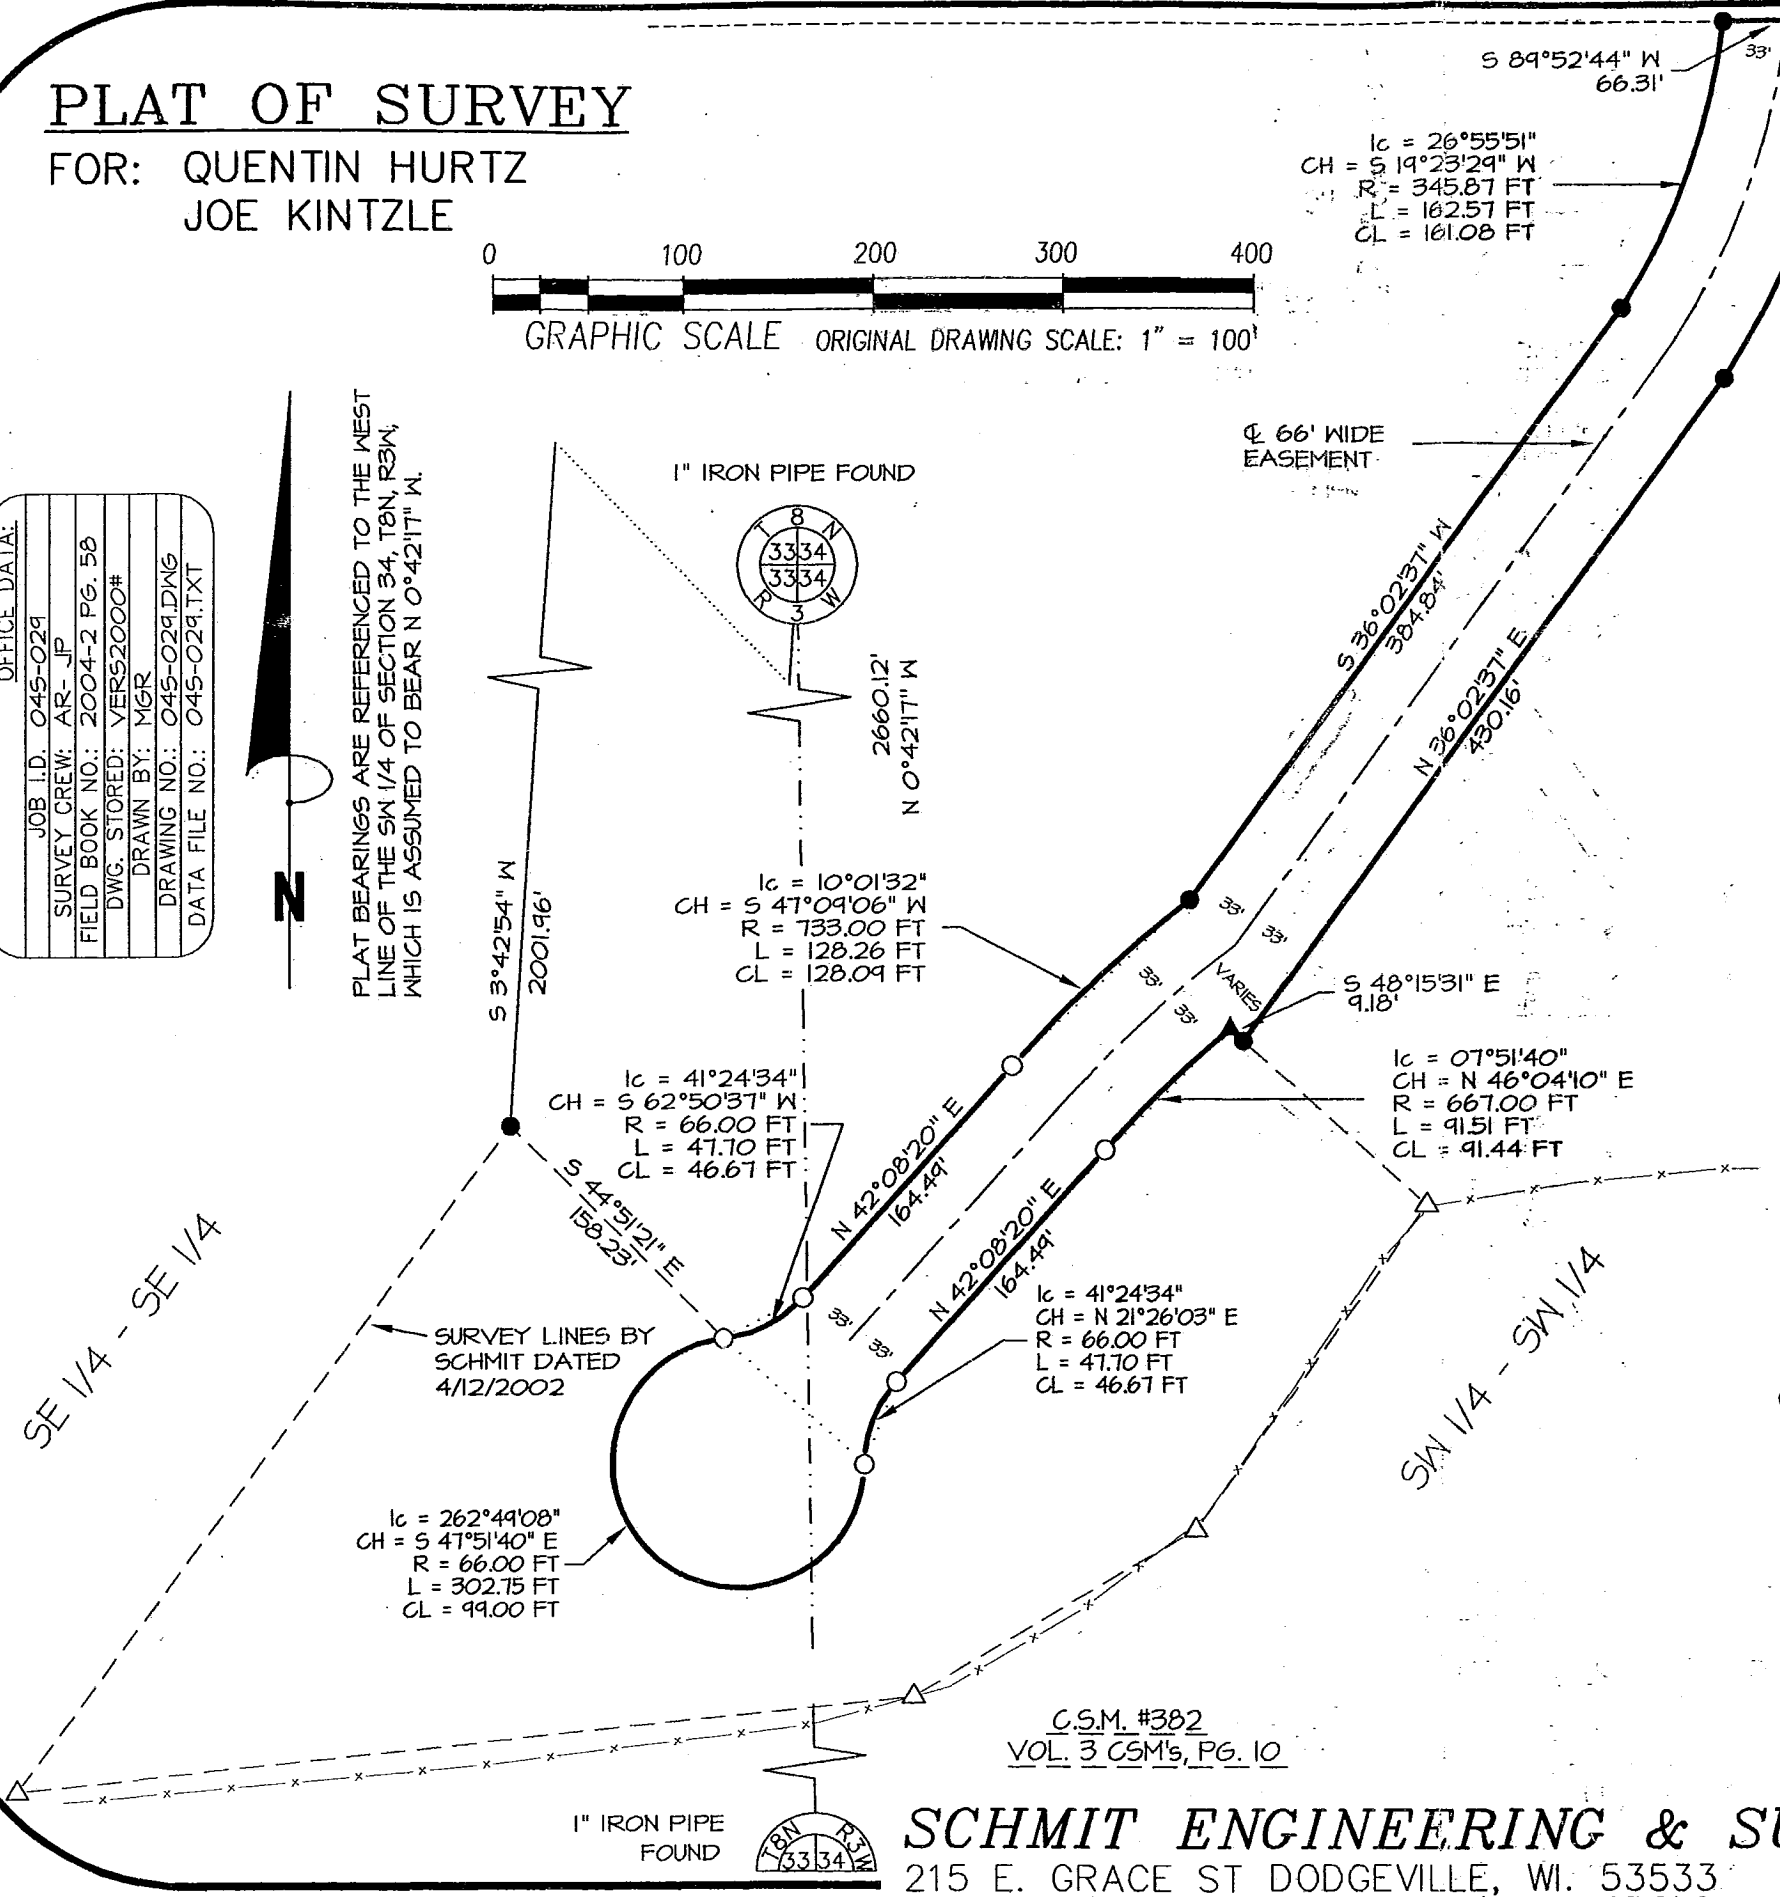 PLAT OF SURVEY
FOR: QUENTIN HURTZ
JOE KINTZLE
0 100 200 300 400
GRAPHIC SCALE ORIGINAL DRAWING SCALE: 1" = 100'
S 89°52'44" W
66.31'
33'
Ic = 26°55'51"
CH = S 19°23'29" W
R = 345.87 FT
L = 162.57 FT
CL = 161.08 FT
℄ 66' WIDE
EASEMENT
OFFICE DATA:
JOB I.D. 04S-029
SURVEY CREW: AR- JP
FIELD BOOK NO.: 2004-2 PG. 58
DWG. STORED: VERS2000#
DRAWN BY: MGR
DRAWING NO.: 04S-029.DWG
DATA FILE NO.: 04S-029.TXT
N
PLAT BEARINGS ARE REFERENCED TO THE WEST
LINE OF THE SW 1/4 OF SECTION 34, T8N, R3W,
WHICH IS ASSUMED TO BEAR N 0°42'17" W.
1" IRON PIPE FOUND
T 8 N
33 34
33 34
R 3 W
2660.12'
N 0°42'17" W
S 36°02'37" W
384.84'
N 36°02'37" E
430.16'
S 3°42'54" W
2001.96'
Ic = 10°01'32"
CH = S 47°09'06" W
R = 733.00 FT
L = 128.26 FT
CL = 128.09 FT
33'
33'
33'
33'
VARIES
S 48°15'31" E
9.18'
Ic = 07°51'40"
CH = N 46°04'10" E
R = 667.00 FT
L = 91.51 FT
CL = 91.44 FT
Ic = 41°24'34"
CH = S 62°50'37" W
R = 66.00 FT
L = 47.70 FT
CL = 46.67 FT
N 42°08'20" E
164.49'
S 44°51'21" E
158.23'
N 42°08'20" E
164.49'
33'
33'
Ic = 41°24'34"
CH = N 21°26'03" E
R = 66.00 FT
L = 47.70 FT
CL = 46.67 FT
SE 1/4 - SE 1/4
SURVEY LINES BY
SCHMIT DATED
4/12/2002
SW 1/4 - SW 1/4
Ic = 262°49'08"
CH = S 47°51'40" E
R = 66.00 FT
L = 302.75 FT
CL = 99.00 FT
C.S.M. #382
VOL. 3 CSM's, PG. 10
1" IRON PIPE
FOUND
T8N R3W
33 34
SCHMIT ENGINEERING & SU
215 E. GRACE ST DODGEVILLE, WI. 53533